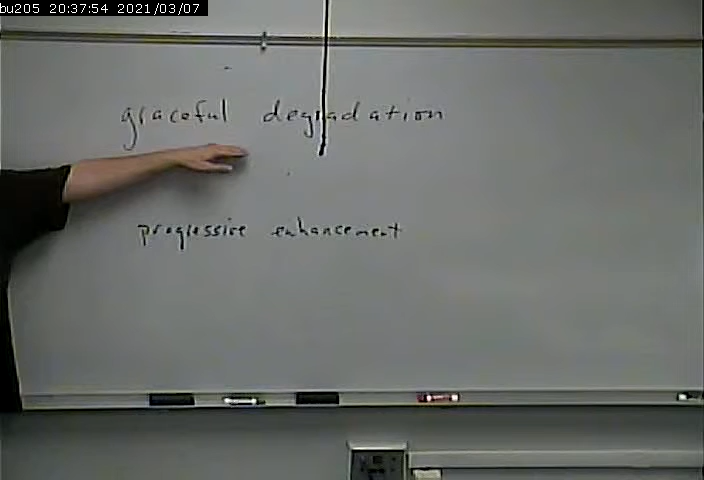 bu205 20:37:54 2021/03/07
graceful degradation
progressive enhancement